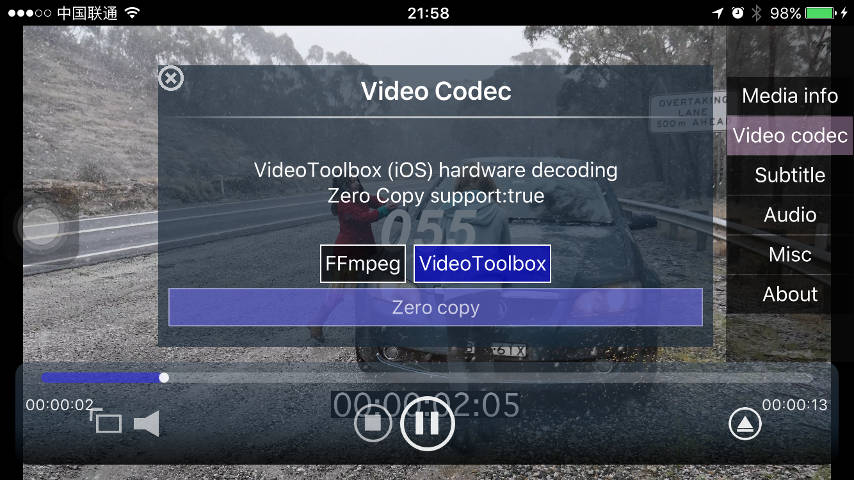 中国联通
21:58
98%
Video Codec
OVERTAKING
LANE
500m AHEAD
Media info
Video codec
Subtitle
Audio
Misc
About
VideoToolbox (iOS) hardware decoding
Zero Copy support:true
055
FFmpeg
VideoToolbox
Zero copy
00:00:02
00:00:02:05
00:00:13